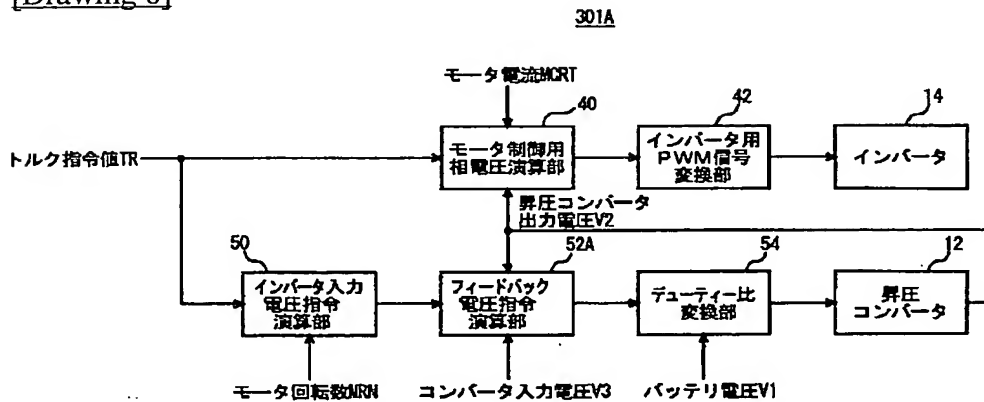 [Drawing 6]
301A
モータ電流MCRT
40
42
14
トルク指令値TR
モータ制御用
相電圧演算部
インバータ用
PWM信号
変換部
インバータ
昇圧コンバータ
出力電圧V2
50
52A
54
12
インバータ入力
電圧指令
演算部
フィードバック
電圧指令
演算部
デューティー比
変換部
昇圧
コンバータ
モータ回転数MRN
コンバータ入力電圧V3
バッテリ電圧V1